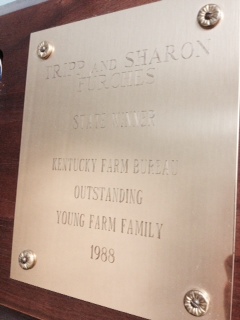 TRIPP AND SHARON
FURCHES
STATE WINNER
KENTUCKY FARM BUREAU
OUTSTANDING
YOUNG FARM FAMILY
1988